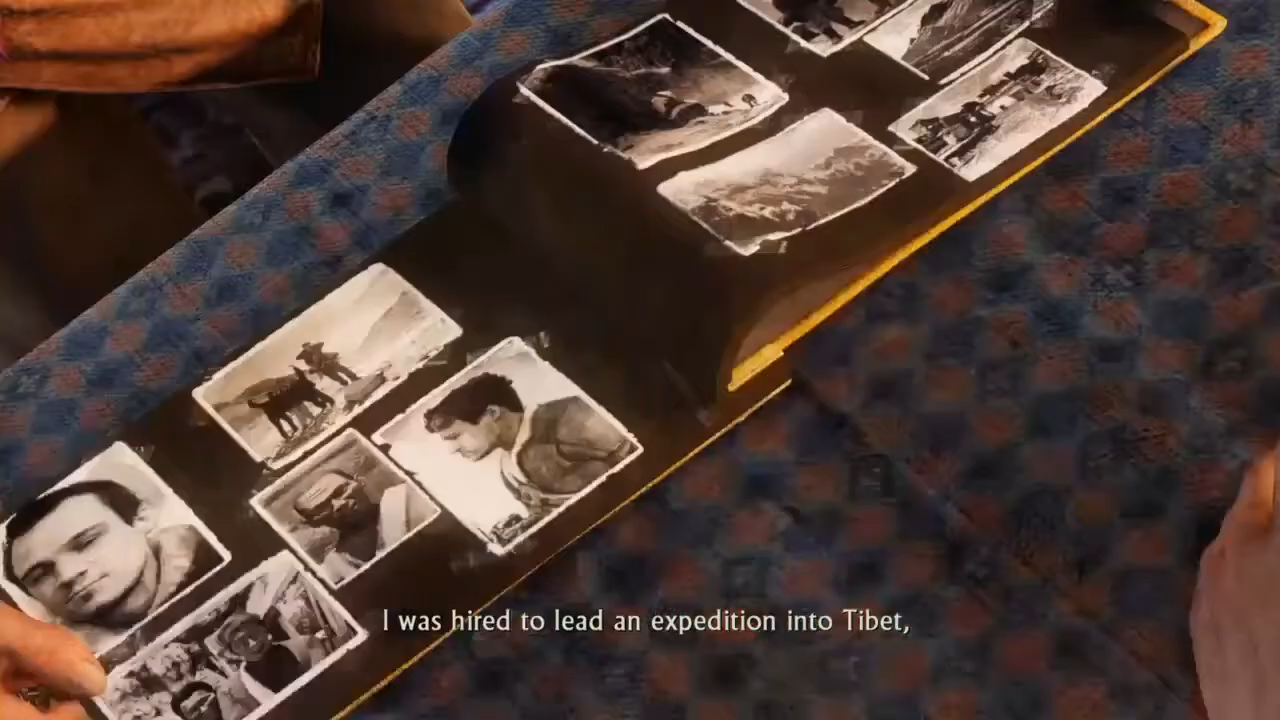 I was hired to lead an expedition into Tibet,